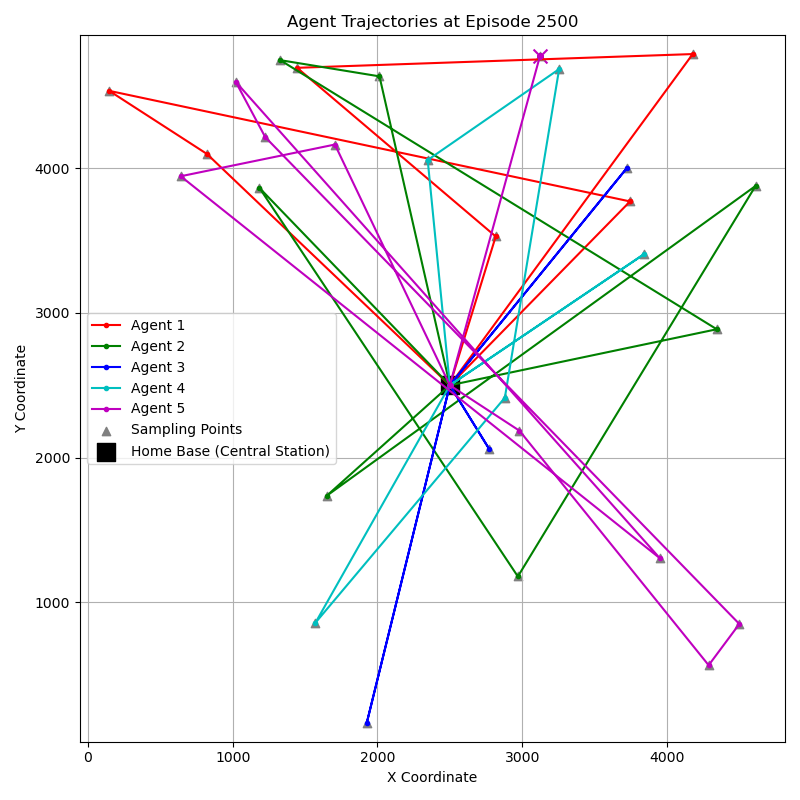 Agent Trajectories at Episode 2500
Y Coordinate
4000
3000
2000
1000
Agent 1
Agent 2
Agent 3
Agent 4
Agent 5
Sampling Points
Home Base (Central Station)
0 1000 2000 3000 4000
X Coordinate